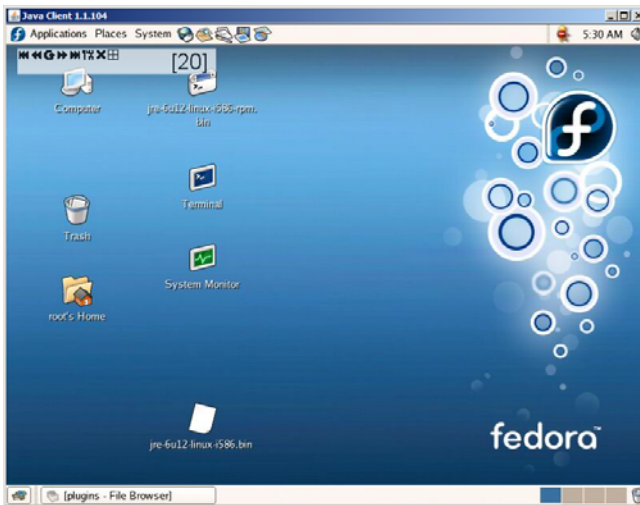 Java Client 1.1.104
Applications Places System
5:30 AM
[20]
Computer
jre-6u12-linux-i586-rpm.
bin
Terminal
Trash
System Monitor
root's Home
jre-6u12-linux-i586.bin
fedora™
[plugins - File Browser]